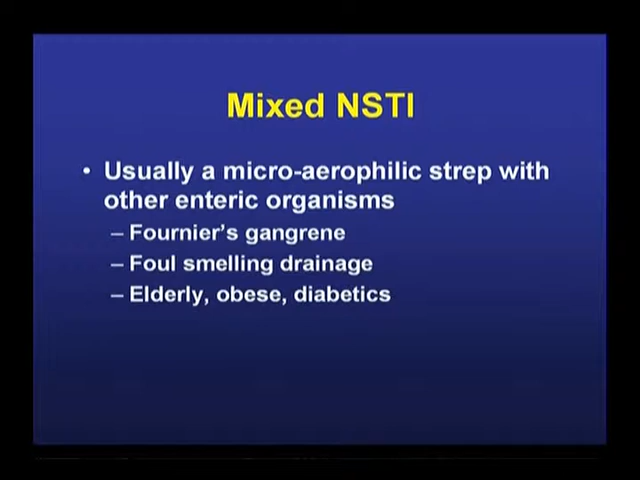 Mixed NSTI
• Usually a micro-aerophilic strep with
other enteric organisms
– Fournier's gangrene
– Foul smelling drainage
– Elderly, obese, diabetics